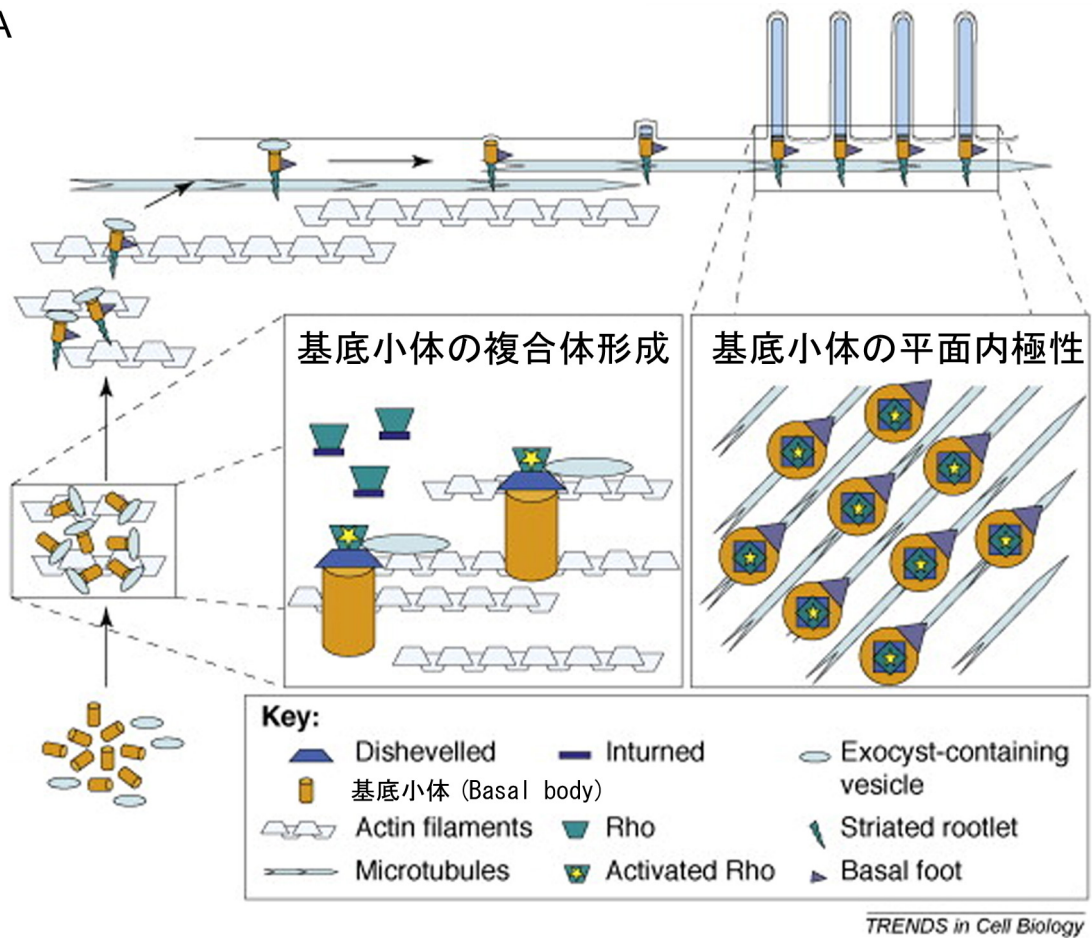 A
基底小体の複合体形成
基底小体の平面内極性
Key:
Dishevelled
Inturned
Exocyst-containing
vesicle
基底小体 (Basal body)
Actin filaments
Rho
Striated rootlet
Microtubules
Activated Rho
Basal foot
TRENDS in Cell Biology